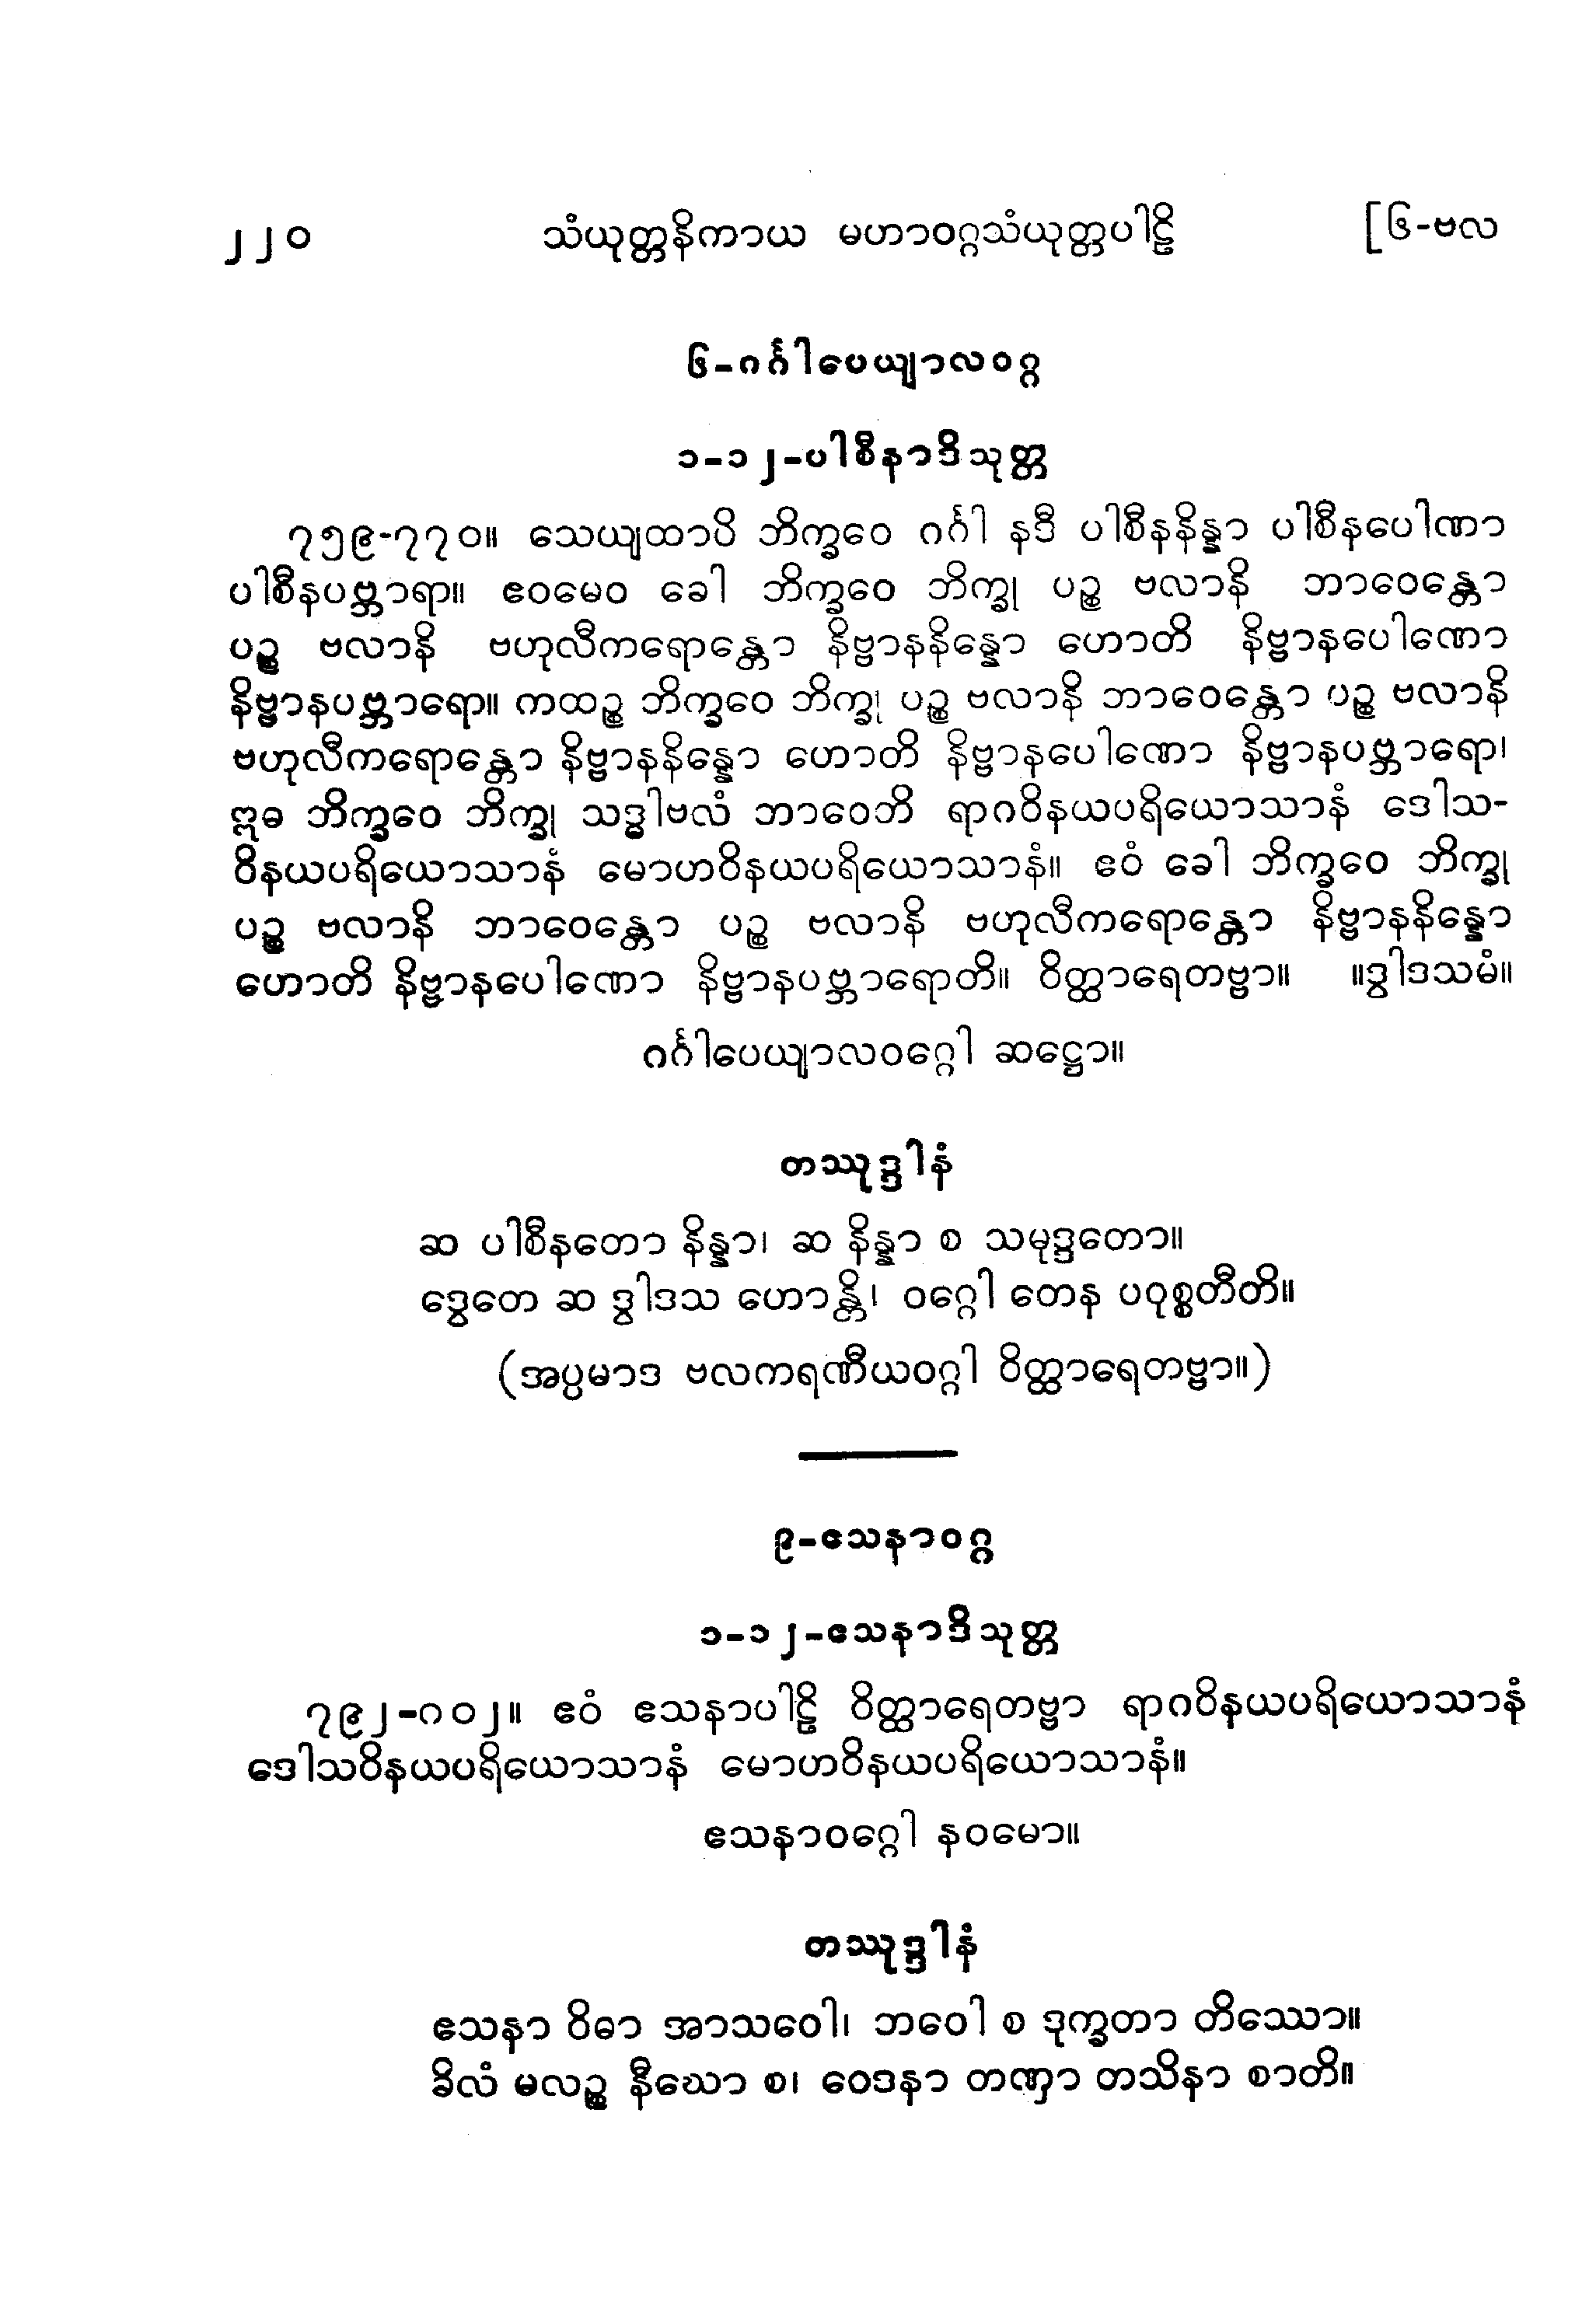 ၂၂၀ သံယုတ္တနိကာယ မဟာဝဂ္ဂသံယုတ္တပါဠိ [၆-ဗလ
၆-ဂင်္ဂါပေယျာလဝဂ္ဂ
၁-၁၂-ပါစီနာဒိသုတ္တ
၇၅၉-၇၇၀။ သေယျထာပိ ဘိက္ခဝေ ဂင်္ဂါ နဒီ ပါစီနနိန္နာ ပါစီနပေါဏာ
ပါစီနပဗ္ဘာရာ။ ဧဝမေဝ ခေါ ဘိက္ခဝေ ဘိက္ခု ပဉ္စ ဗလာနိ ဘာဝေန္တော
ပဉ္စ ဗလာနိ ဗဟုလီကရောန္တော နိဗ္ဗာနနိန္နော ဟောတိ နိဗ္ဗာနပေါဏော
နိဗ္ဗာနပဗ္ဘာရော။ ကထဉ္စ ဘိက္ခဝေ ဘိက္ခု ပဉ္စ ဗလာနိ ဘာဝေန္တော ပဉ္စ ဗလာနိ
ဗဟုလီကရောန္တော နိဗ္ဗာနနိန္နော ဟောတိ နိဗ္ဗာနပေါဏော နိဗ္ဗာနပဗ္ဘာရော၊
ဣဓ ဘိက္ခဝေ ဘိက္ခု သဒ္ဓါဗလံ ဘာဝေဘိ ရာဂဝိနယပရိယောသာနံ ဒေါသ-
ဝိနယပရိယောသာနံ မောဟဝိနယပရိယောသာနံ။ ဧဝံ ခေါ ဘိက္ခဝေ ဘိက္ခု
ပဉ္စ ဗလာနိ ဘာဝေန္တော ပဉ္စ ဗလာနိ ဗဟုလီကရောန္တော နိဗ္ဗာနနိန္နော
ဟောတိ နိဗ္ဗာနပေါဏော နိဗ္ဗာနပဗ္ဘာရောတိ။ ဝိတ္ထာရေတဗ္ဗာ။ ။ဒွါဒသမံ။
ဂင်္ဂါပေယျာလဝဂ္ဂေါ ဆဋ္ဌော။
တဿုဒ္ဒါနံ
ဆ ပါစီနတော နိန္နာ၊ ဆ နိန္နာ စ သမုဒ္ဒတော။
ဒွေတေ ဆ ဒွါဒသ ဟောန္တိ၊ ဝဂ္ဂေါ တေန ပဝုစ္စတီတိ။
(အပ္ပမာဒ ဗလကရဏီယဝဂ္ဂါ ဝိတ္ထာရေတဗ္ဗာ။)
၉-ဧသနာဝဂ္ဂ
၁-၁၂-ဧသနာဒိသုတ္တ
၇၉၂-၈၀၂။ ဧဝံ ဧသနာပါဠိ ဝိတ္ထာရေတဗ္ဗာ ရာဂဝိနယပရိယောသာနံ
ဒေါသဝိနယပရိယောသာနံ မောဟဝိနယပရိယောသာနံ။
ဧသနာဝဂ္ဂေါ နဝမော။
တဿုဒ္ဒါနံ
ဧသနာ ဝိဓာ အာသဝေါ၊ ဘဝေါ စ ဒုက္ခတာ တိဿော။
ခိလံ မလဉ္စ နီဃော စ၊ ဝေဒနာ တဏှာ တသိနာ စာတိ။